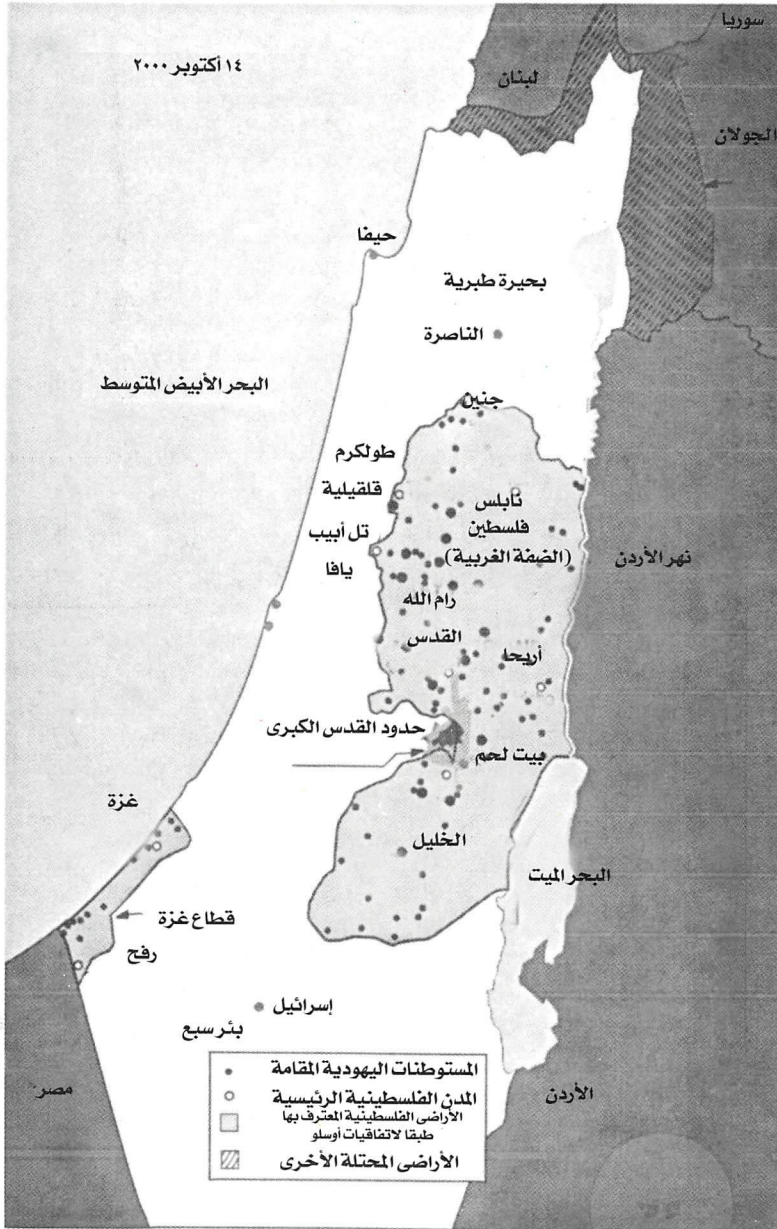 سوريا
١٤ أكتوبر ٢٠٠٠
لبنان
الجولان
حيفا
بحيرة طبرية
الناصرة
البحر الأبيض المتوسط
جنين
طولكرم
قلقيلية
نابلس
فلسطين
تل أبيب
(الضفة الغربية)
نهر الأردن
يافا
رام الله
القدس
أريحا
حدود القدس الكبرى
بيت لحم
غزة
الخليل
البحر الميت
قطاع غزة
رفح
إسرائيل
بئر سبع
المستوطنات اليهودية المقامة
مصر
المدن الفلسطينية الرئيسية
الأردن
الأراضى الفلسطينية المعترف بها
طبقا لاتفاقيات أوسلو
الأراضى المحتلة الأخرى